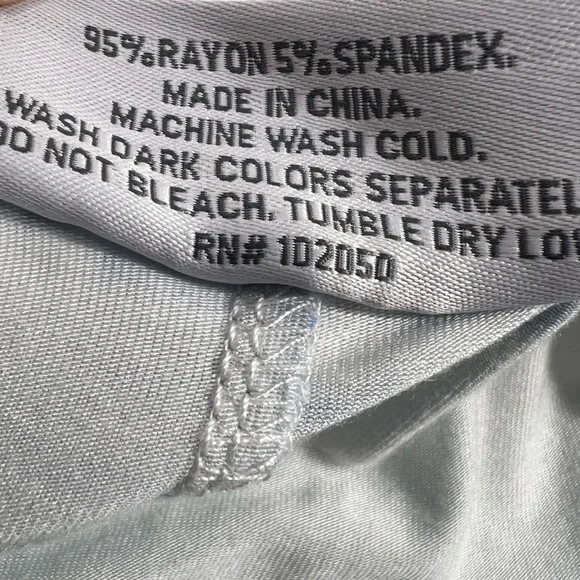 95% RAYON 5% SPANDEX.
MADE IN CHINA.
MACHINE WASH COLD.
WASH DARK COLORS SEPARATEL
DO NOT BLEACH. TUMBLE DRY LO
RN# 102050